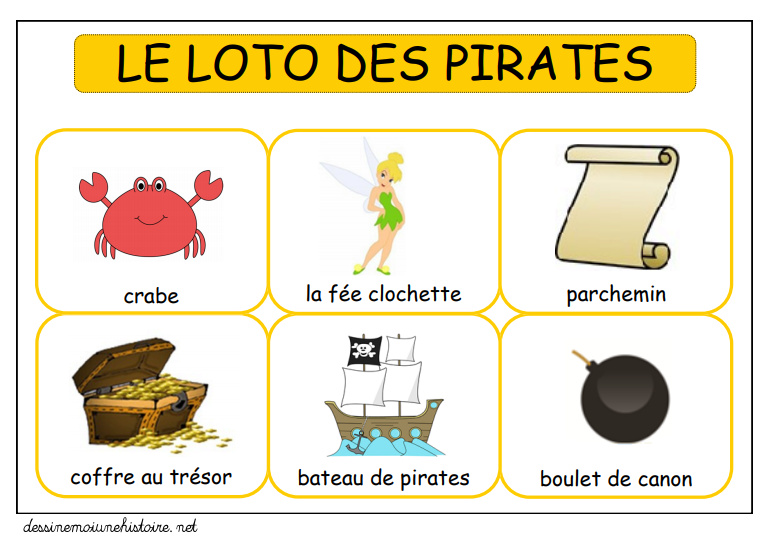 LE LOTO DES PIRATES
crabe
la fée clochette
parchemin
coffre au trésor
bateau de pirates
boulet de canon
dessinemoiunehistoire.net